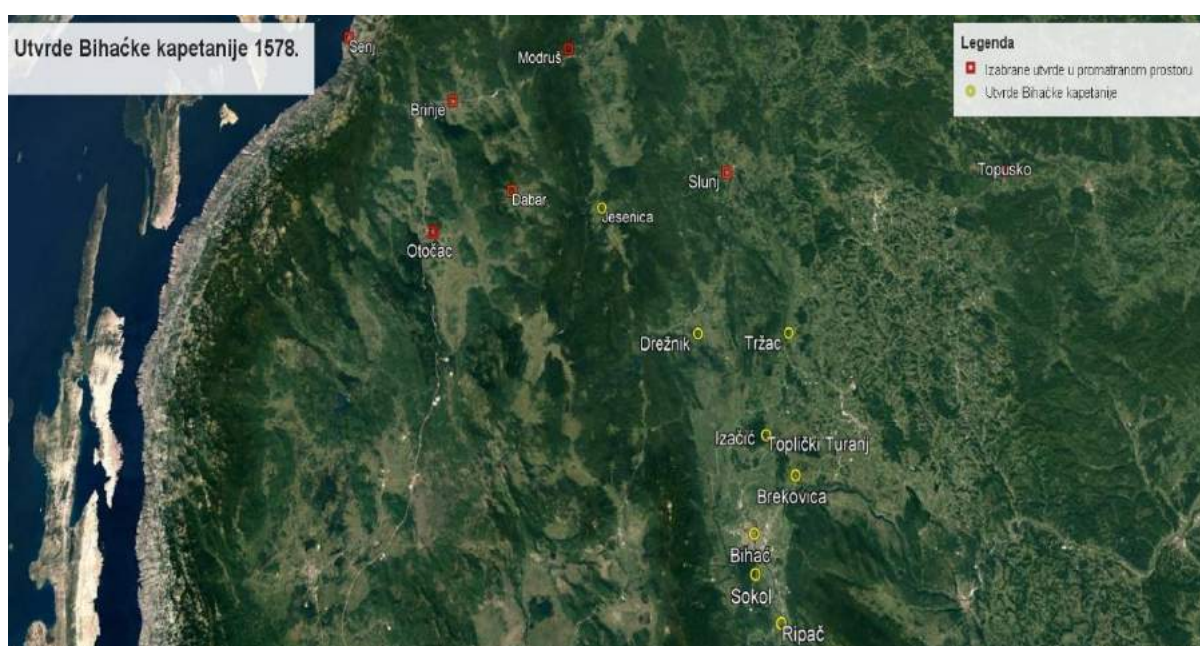 Utvrde Bihaćke kapetanije 1578.
Senj
Modruš
Legenda
Izabrane utvrde u promatranom prostoru
Utvrde Bihaćke kapetanije
Brinje
Slunj
Topusko
Dabar
Jesenica
Otočac
Drežnik
Tržac
Izačić
Toplički Turanj
Brekovica
Bihać
Sokol
Ripač